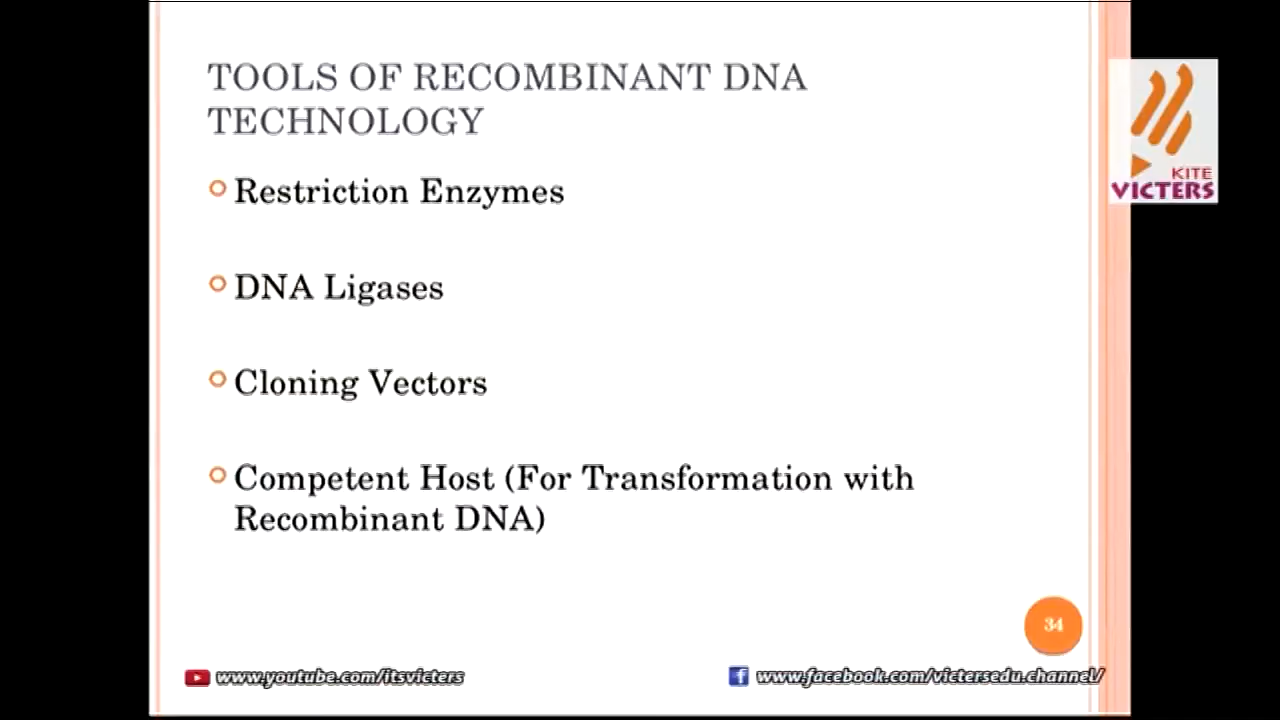 TOOLS OF RECOMBINANT DNA
TECHNOLOGY
Restriction Enzymes
DNA Ligases
Cloning Vectors
Competent Host (For Transformation with
Recombinant DNA)
KITE
VICTERS
34
www.youtube.com/itsvicters
www.facebook.com/victersedu.channel/